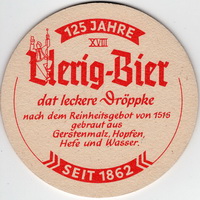 125 JAHRE
XVIII
Uerig-Bier
dat leckere Dröppke
nach dem Reinheitsgebot von 1516
gebraut aus
Gerstenmalz, Hopfen,
Hefe und Wasser.
SEIT 1862